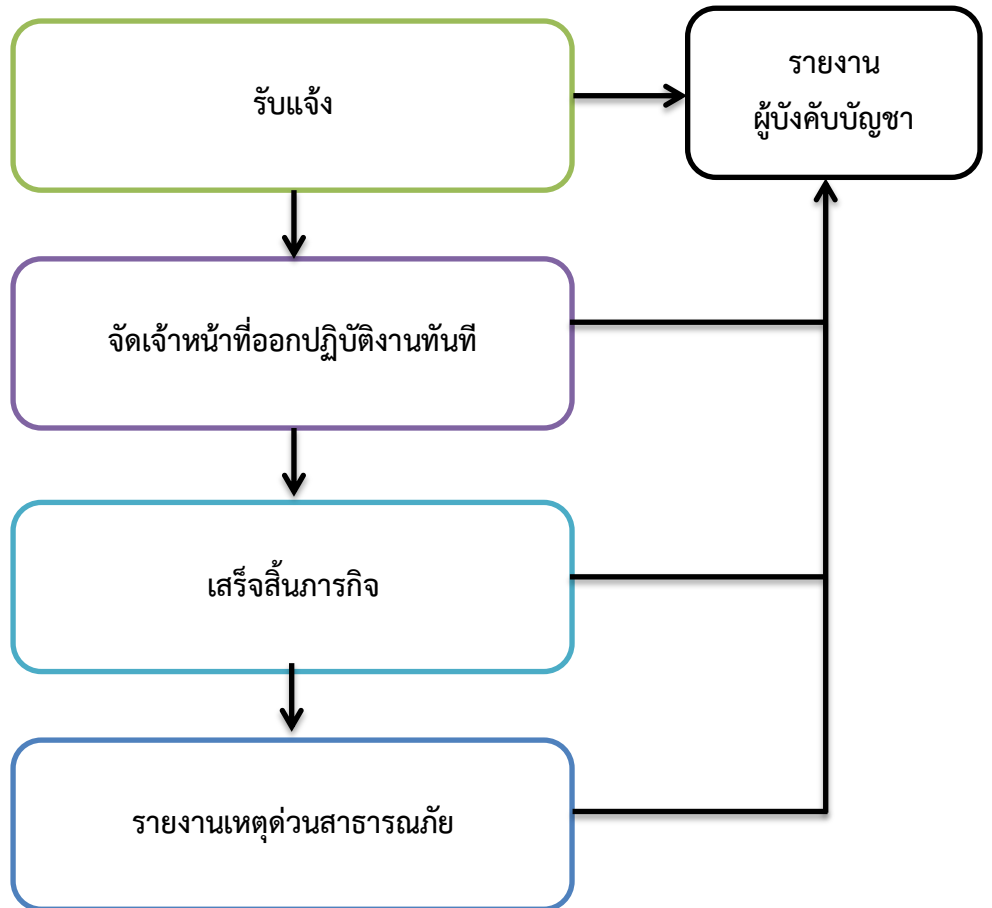 รับแจ้ง
รายงาน
ผู้บังคับบัญชา
จัดเจ้าหน้าที่ออกปฏิบัติงานทันที
เสร็จสิ้นภารกิจ
รายงานเหตุด่วนสาธารณภัย